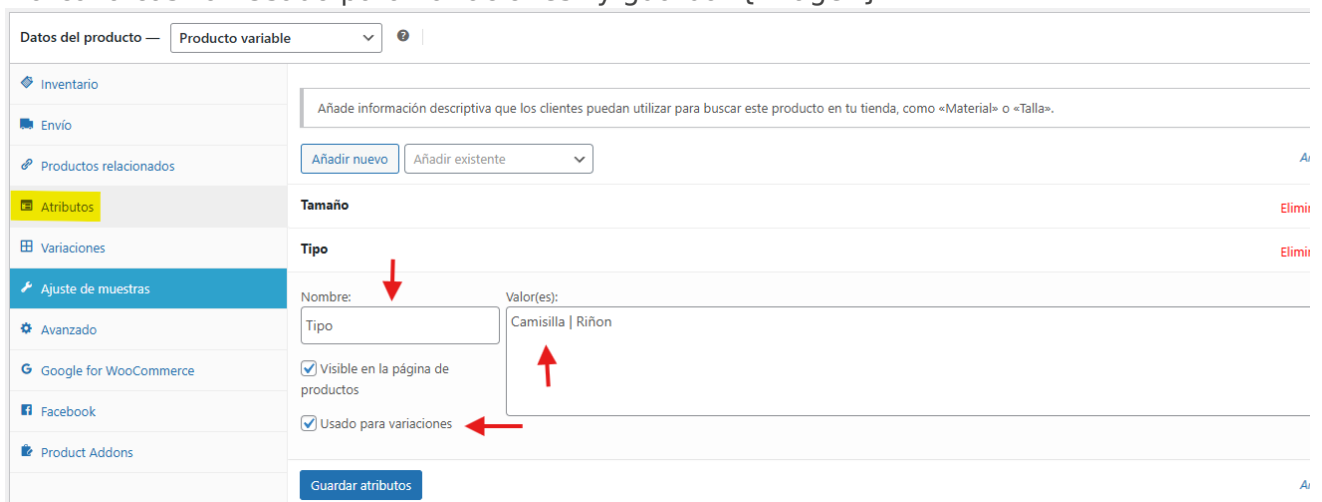 Datos del producto — Producto variable
Inventario
Envío
Productos relacionados
Atributos
Variaciones
Ajuste de muestras
Avanzado
Google for WooCommerce
Facebook
Product Addons
Añade información descriptiva que los clientes puedan utilizar para buscar este producto en tu tienda, como «Material» o «Talla».
Añadir nuevo Añadir existente
Tamaño
Tipo
Nombre: Valor(es):
Tipo Camisilla | Riñon
Visible en la página de
productos
Usado para variaciones
Guardar atributos